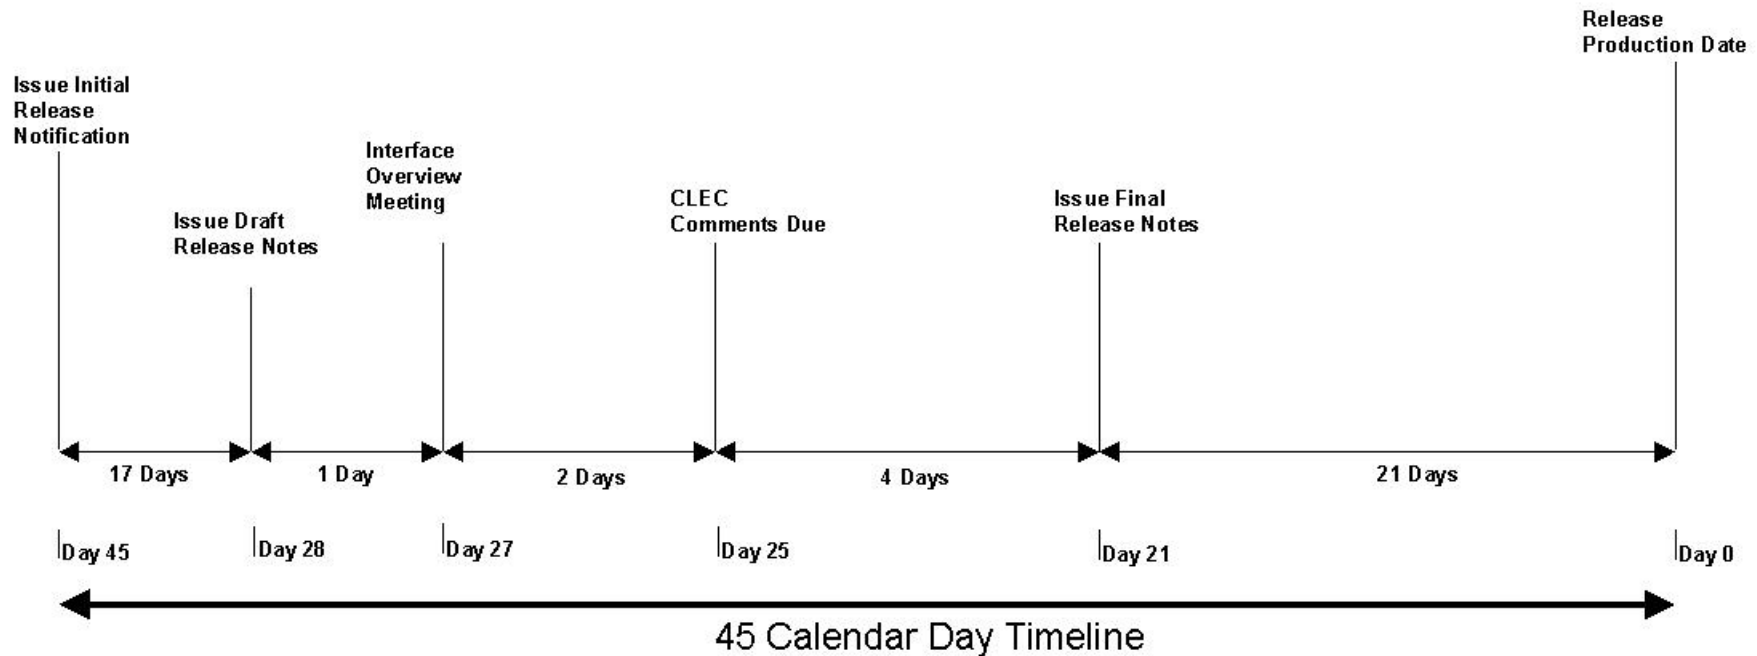 Release
Production Date
Issue Initial
Release
Notification
Interface
Overview
Meeting
CLEC
Comments Due
Issue Final
Release Notes
Issue Draft
Release Notes
17 Days
1 Day
2 Days
4 Days
21 Days
Day 45
Day 28
Day 27
Day 25
Day 21
Day 0
45 Calendar Day Timeline